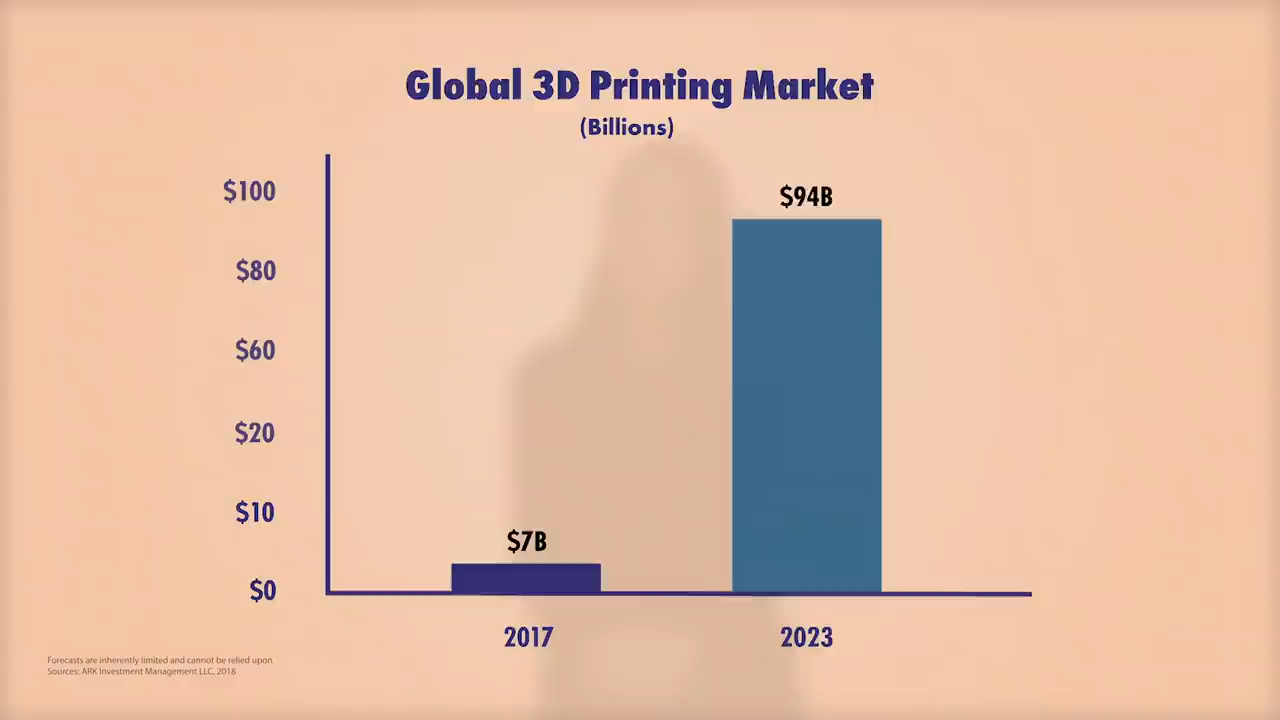 Global 3D Printing Market
(Billions)
$100
$80
$60
$20
$10
$0
$94B
$7B
2017
2023
Forecasts are inherently limited and cannot be relied upon.
Sources: ARK Investment Management LLC, 2018